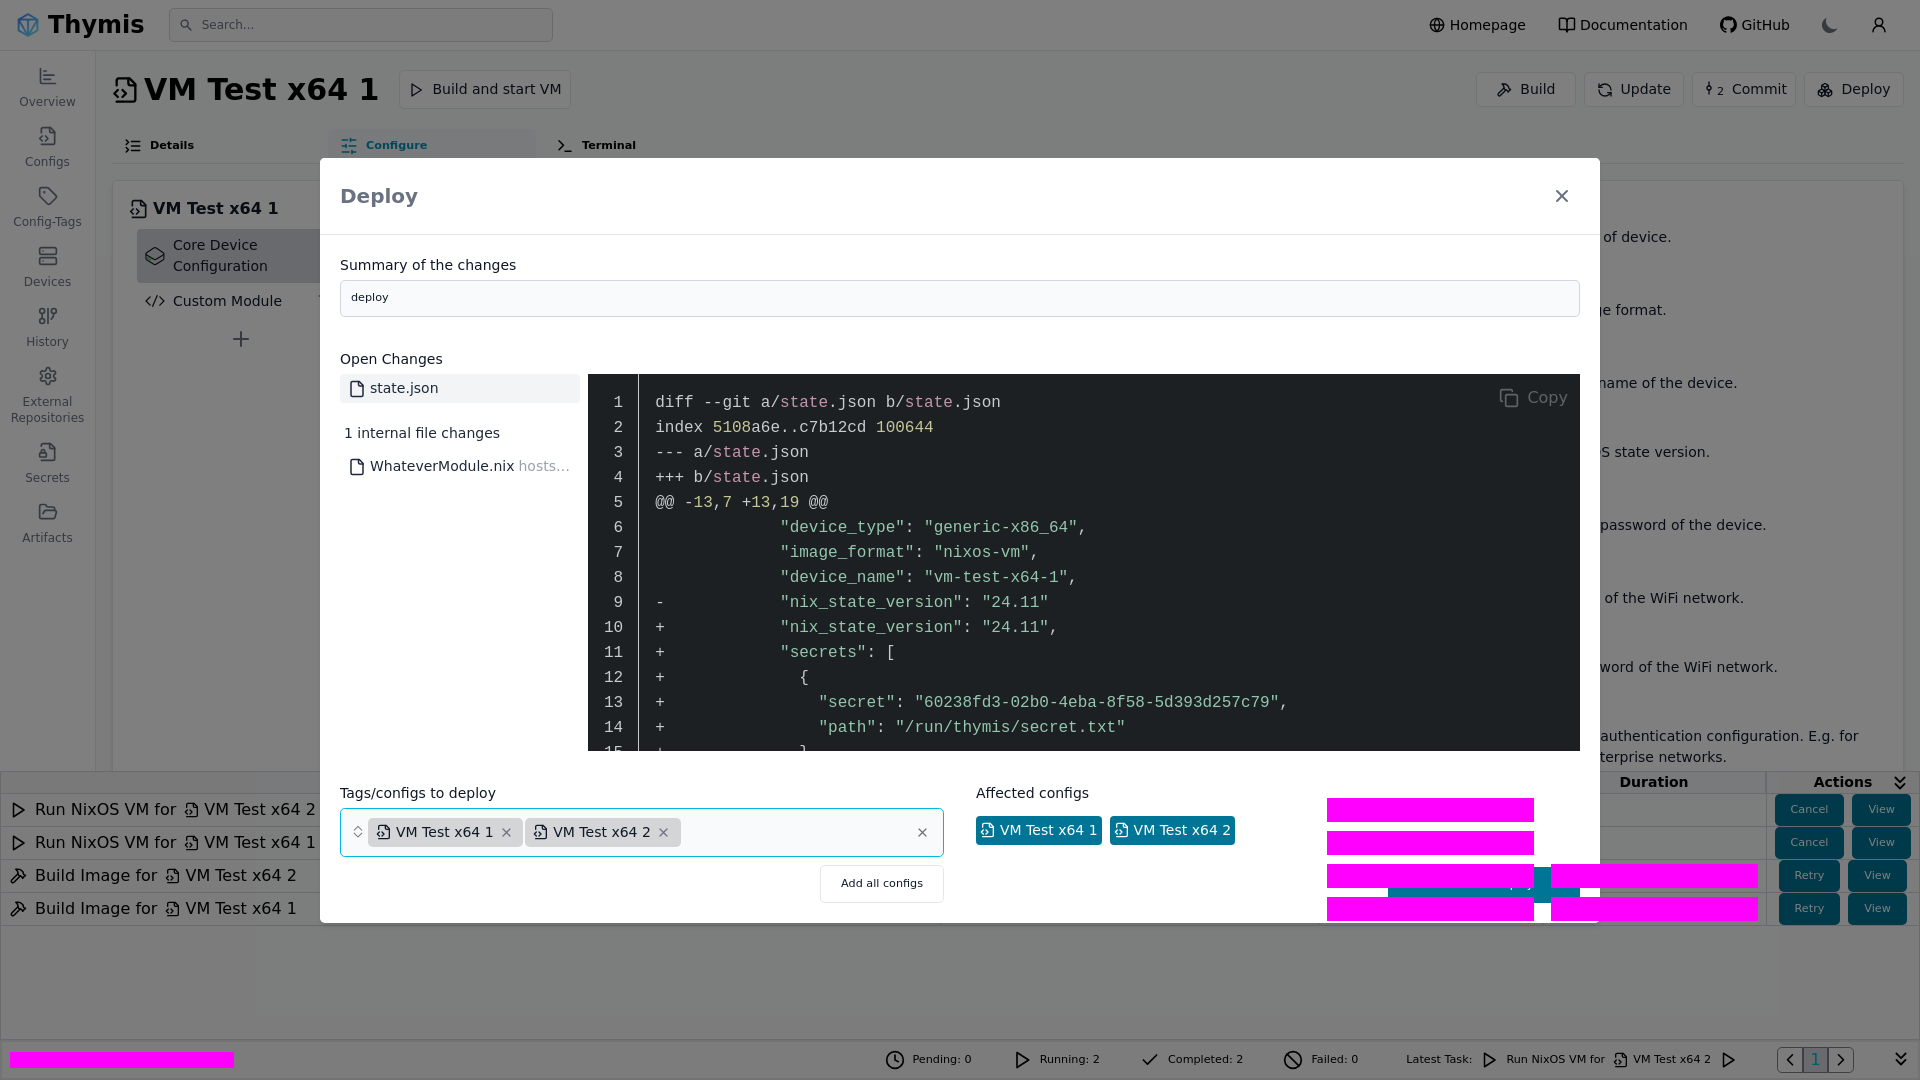 Thymis
Search...
Homepage
Documentation
GitHub
VM Test x64 1
Build and start VM
Build
Update
2 Commit
Deploy
Overview
Configs
Config-Tags
Devices
History
External
Repositories
Secrets
Artifacts
Details
Configure
Terminal
VM Test x64 1
Core Device
Configuration
Custom Module
Deploy
Summary of the changes
deploy
Open Changes
state.json
1 internal file changes
WhateverModule.nix hosts...
Copy
1 diff --git a/state.json b/state.json
2 index 5108a6e..c7b12cd 100644
3 --- a/state.json
4 +++ b/state.json
5 @@ -13,7 +13,19 @@
6 "device_type": "generic-x86_64",
7 "image_format": "nixos-vm",
8 "device_name": "vm-test-x64-1",
9 - "nix_state_version": "24.11"
10 + "nix_state_version": "24.11",
11 + "secrets": [
12 + {
13 + "secret": "60238fd3-02b0-4eba-8f58-5d393d257c79",
14 + "path": "/run/thymis/secret.txt"
15 + }
Tags/configs to deploy
VM Test x64 1
VM Test x64 2
Add all configs
Affected configs
VM Test x64 1
VM Test x64 2
of device.
format.
name of the device.
state version.
password of the device.
of the WiFi network.
of the WiFi network.
authentication configuration. E.g. for
networks.
Duration
Actions
Run NixOS VM for VM Test x64 2
Cancel View
Run NixOS VM for VM Test x64 1
Cancel View
Build Image for VM Test x64 2
Retry View
Build Image for VM Test x64 1
Retry View
Pending: 0
Running: 2
Completed: 2
Failed: 0
Latest Task: Run NixOS VM for VM Test x64 2
1